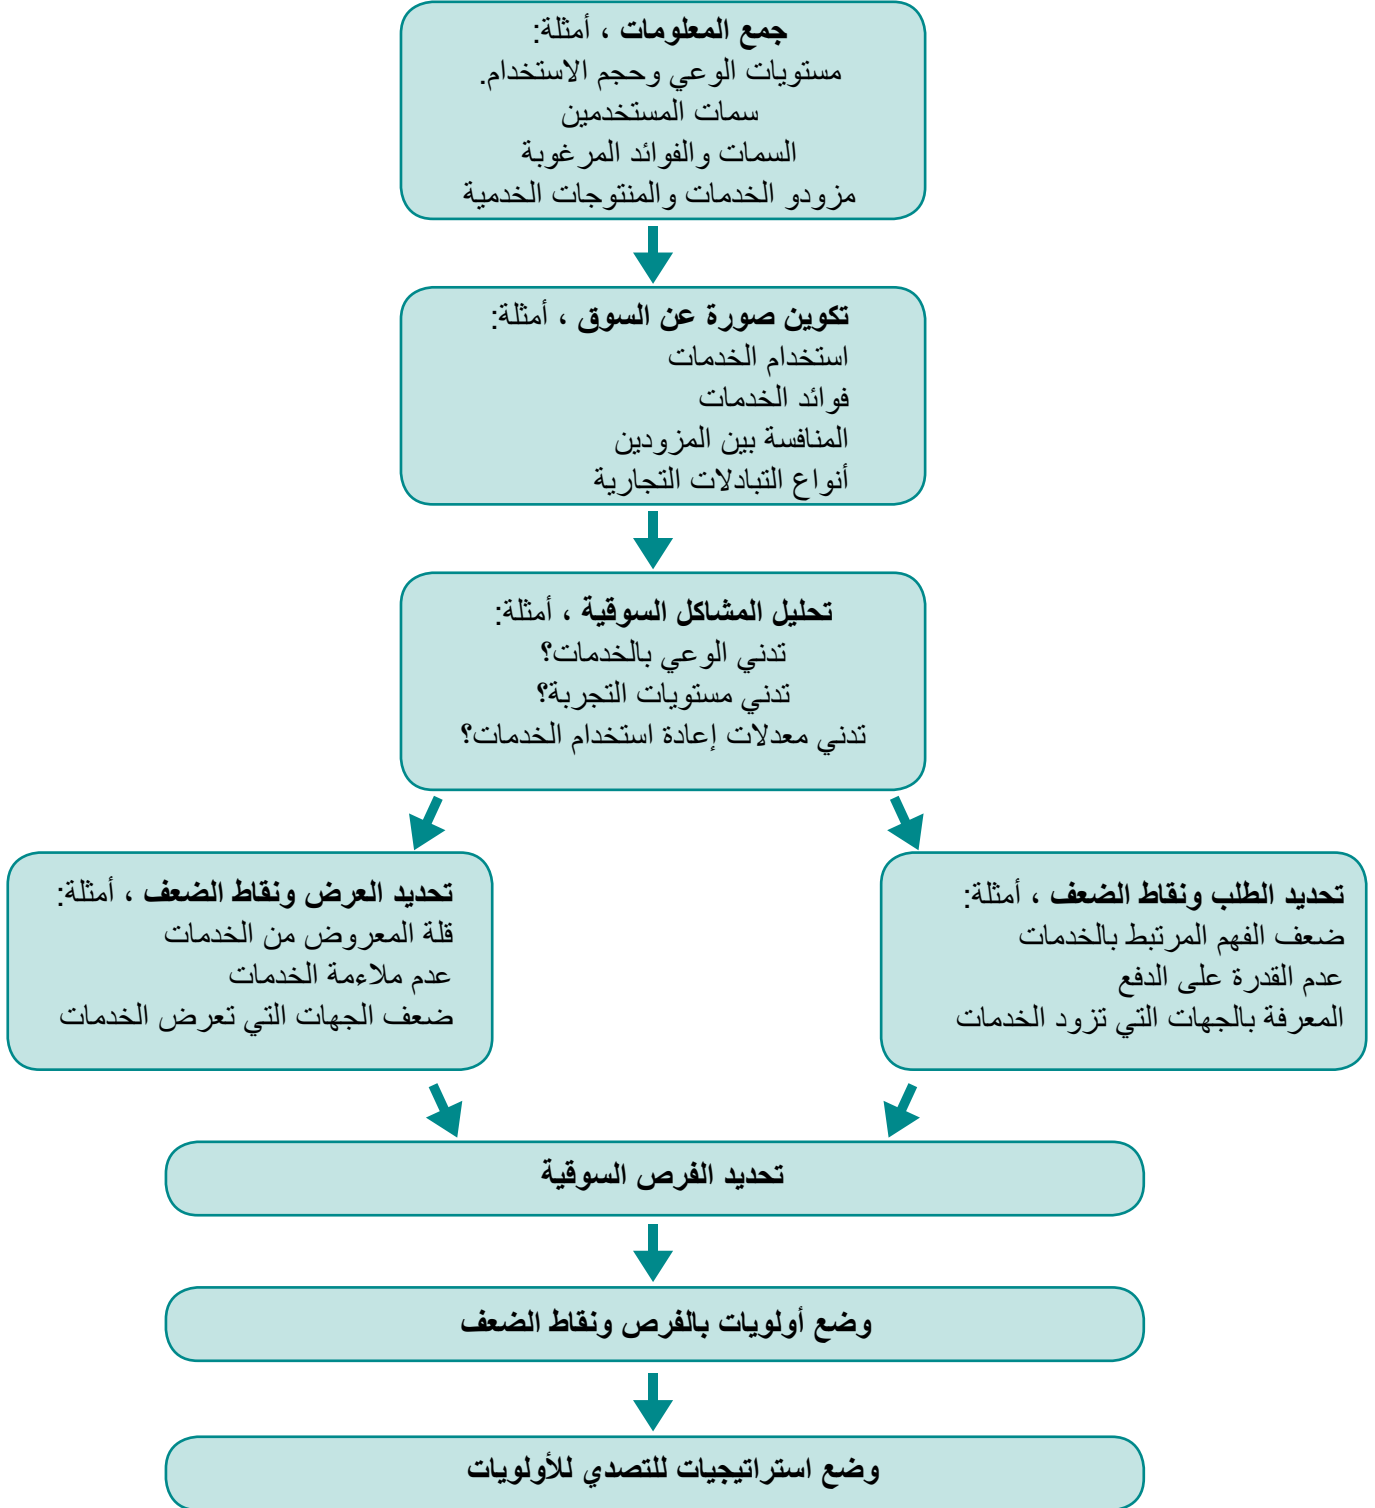 جمع المعلومات ، أمثلة:
مستويات الوعي وحجم الاستخدام.
سمات المستخدمين
السمات والفوائد المرغوبة
مزودو الخدمات والمنتوجات الخدمية
تكوين صورة عن السوق ، أمثلة:
استخدام الخدمات
فوائد الخدمات
المنافسة بين المزودين
أنواع التبادلات التجارية
تحليل المشاكل السوقية ، أمثلة:
تدني الوعي بالخدمات؟
تدني مستويات التجربة؟
تدني معدلات إعادة استخدام الخدمات؟
تحديد الطلب ونقاط الضعف ، أمثلة:
ضعف الفهم المرتبط بالخدمات
عدم القدرة على الدفع
المعرفة بالجهات التي تزود الخدمات
تحديد العرض ونقاط الضعف ، أمثلة:
قلة المعروض من الخدمات
عدم ملاءمة الخدمات
ضعف الجهات التي تعرض الخدمات
تحديد الفرص السوقية
وضع أولويات بالفرص ونقاط الضعف
وضع استراتيجيات للتصدي للأولويات